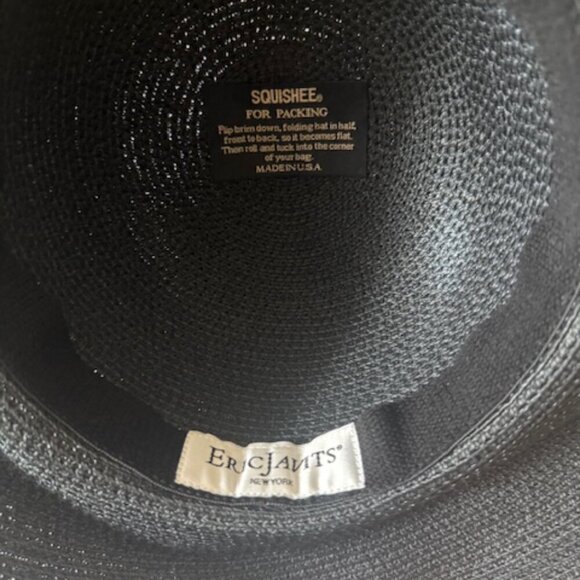 SQUISHEE®
FOR PACKING
Flip brim down, folding hat in half,
front to back, so it becomes flat.
Then roll and tuck into the corner
of your bag.
MADE IN U.S.A
ERIC JAVITS®
NEW YORK